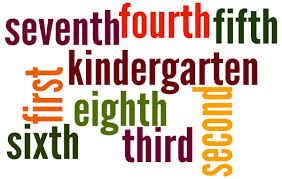 seventh fourth fifth
kindergarten
first
eighth
second
sixth
third